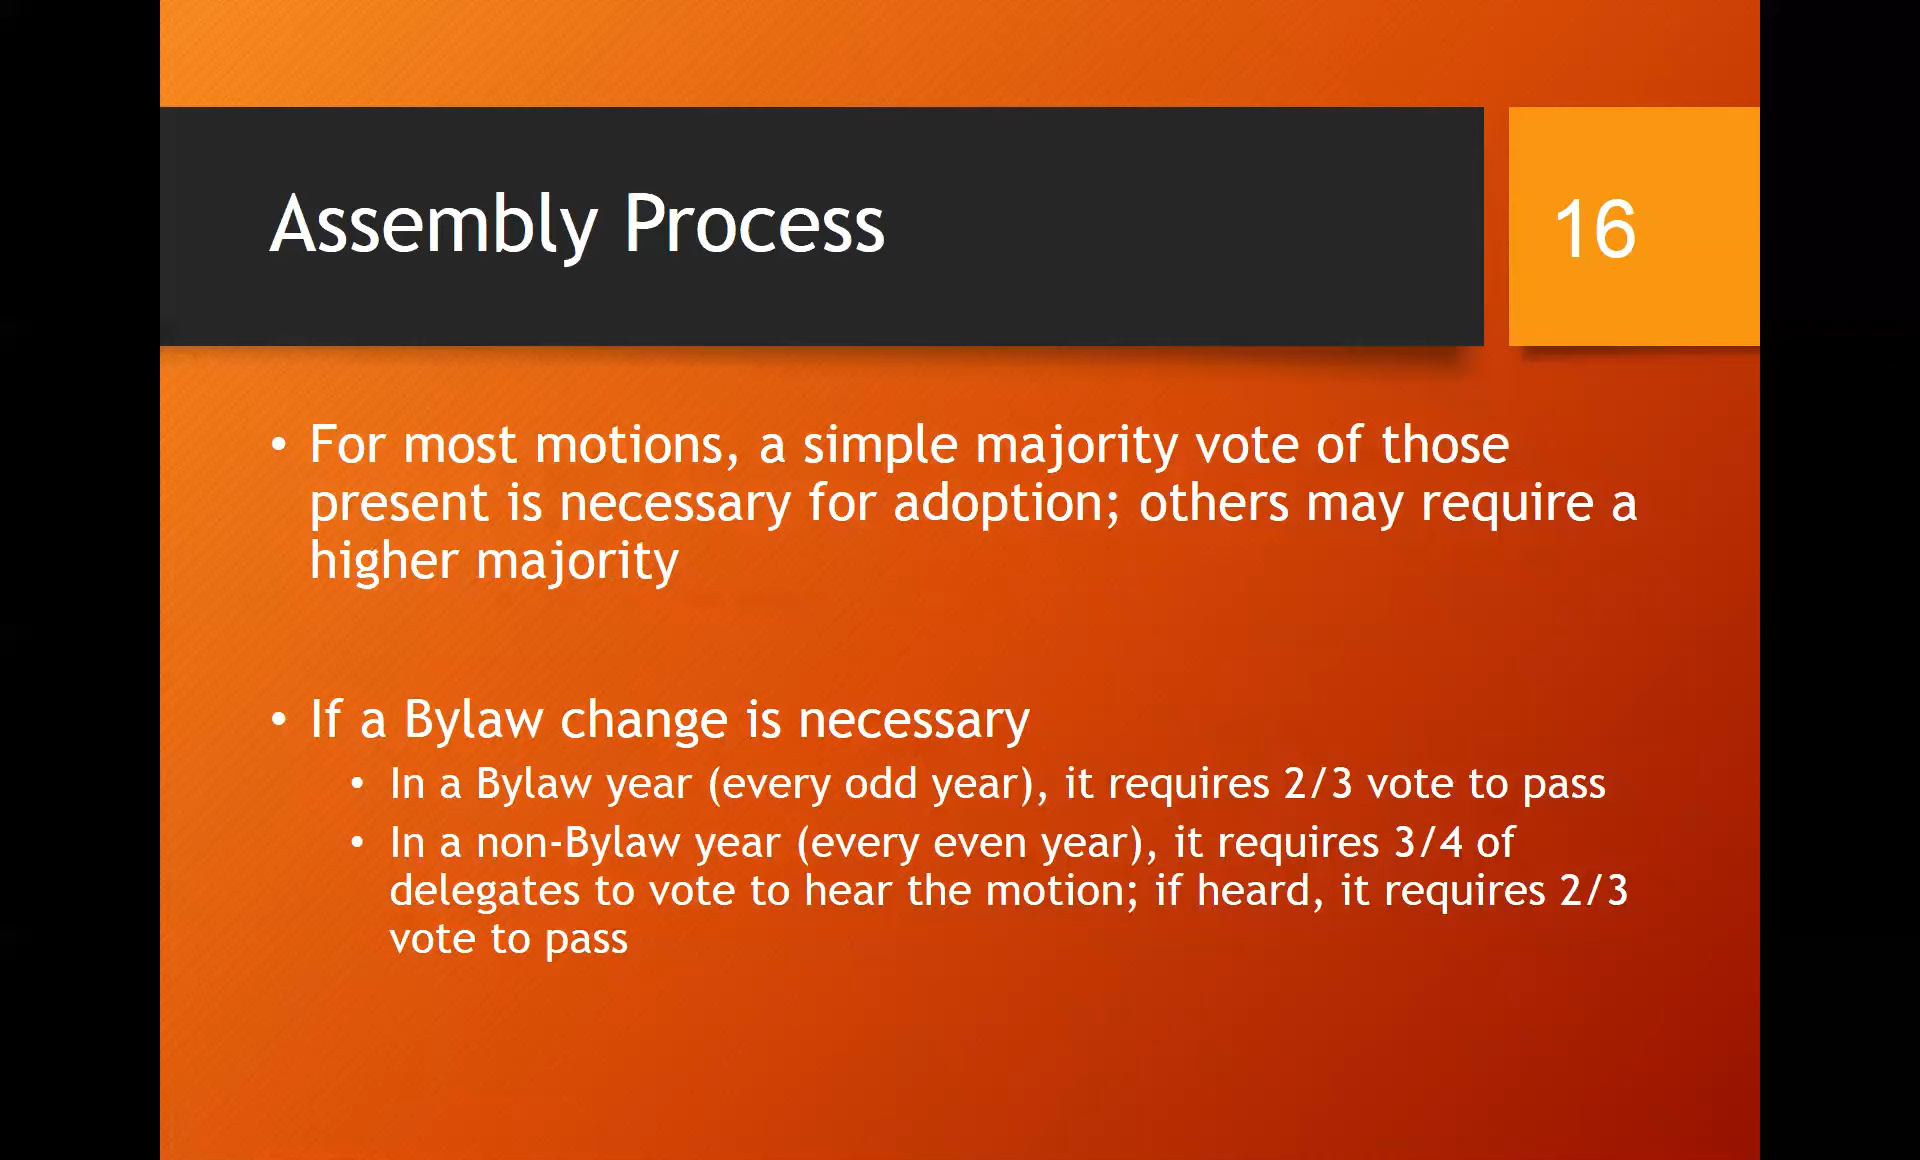 Assembly Process
16
• For most motions, a simple majority vote of those
present is necessary for adoption; others may require a
higher majority
• If a Bylaw change is necessary
• In a Bylaw year (every odd year), it requires 2/3 vote to pass
• In a non-Bylaw year (every even year), it requires 3/4 of
delegates to vote to hear the motion; if heard, it requires 2/3
vote to pass